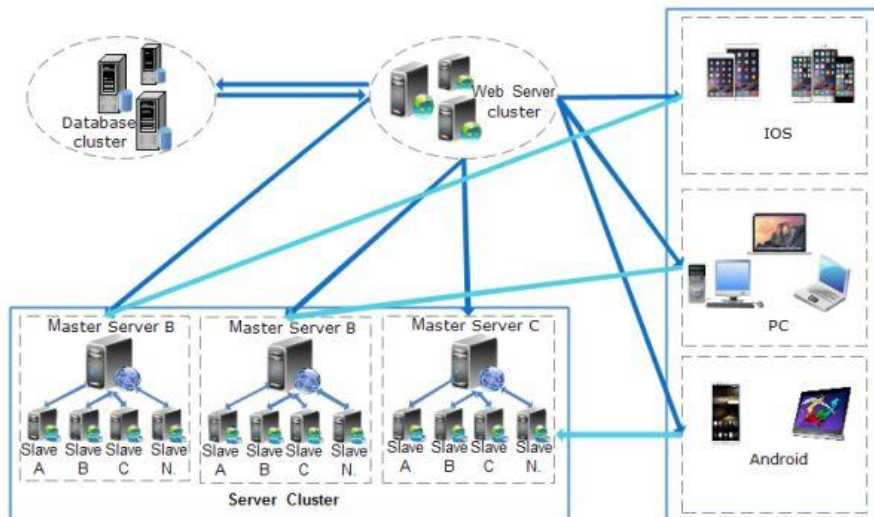 Database
cluster
Web Server
cluster
IOS
PC
Android
Master Server B
Slave Slave Slave Slave
A B C N.
Master Server B
Slave Slave Slave Slave
A B C N.
Master Server C
Slave Slave Slave Slave
A B C N.
Server Cluster